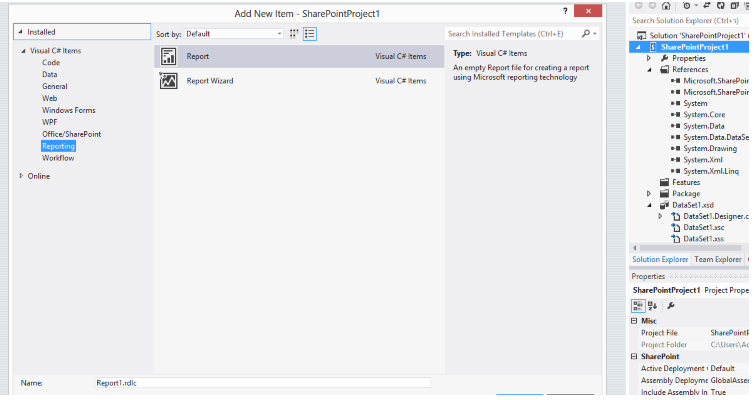 Add New Item - SharePointProject1
? ×
Installed
Sort by: Default
Search Installed Templates (Ctrl+E)
Visual C# Items
Code
Data
General
Web
Windows Forms
WPF
Office/SharePoint
Reporting
Workflow
Online
Report Visual C# Items
Report Wizard Visual C# Items
Type: Visual C# Items
An empty Report file for creating a report
using Microsoft reporting technology
Name: Report1.rdlc
Search Solution Explorer (Ctrl+
Solution 'SharePointProject1' (
SharePointProject1
Properties
References
Microsoft.SharePoin
Microsoft.SharePoin
System
System.Core
System.Data
System.Data.DataSe
System.Drawing
System.Xml
System.Xml.Linq
Features
Package
DataSet1.xsd
DataSet1.Designer.c
DataSet1.xsc
DataSet1.xss
Solution Explorer Team Explorer
Properties
SharePointProject1 Project Prope
Misc
Project File SharePointP
Project Folder C:\Users\Ac
SharePoint
Active Deployment Default
Assembly Deployme GlobalAsser
Include Assembly In True